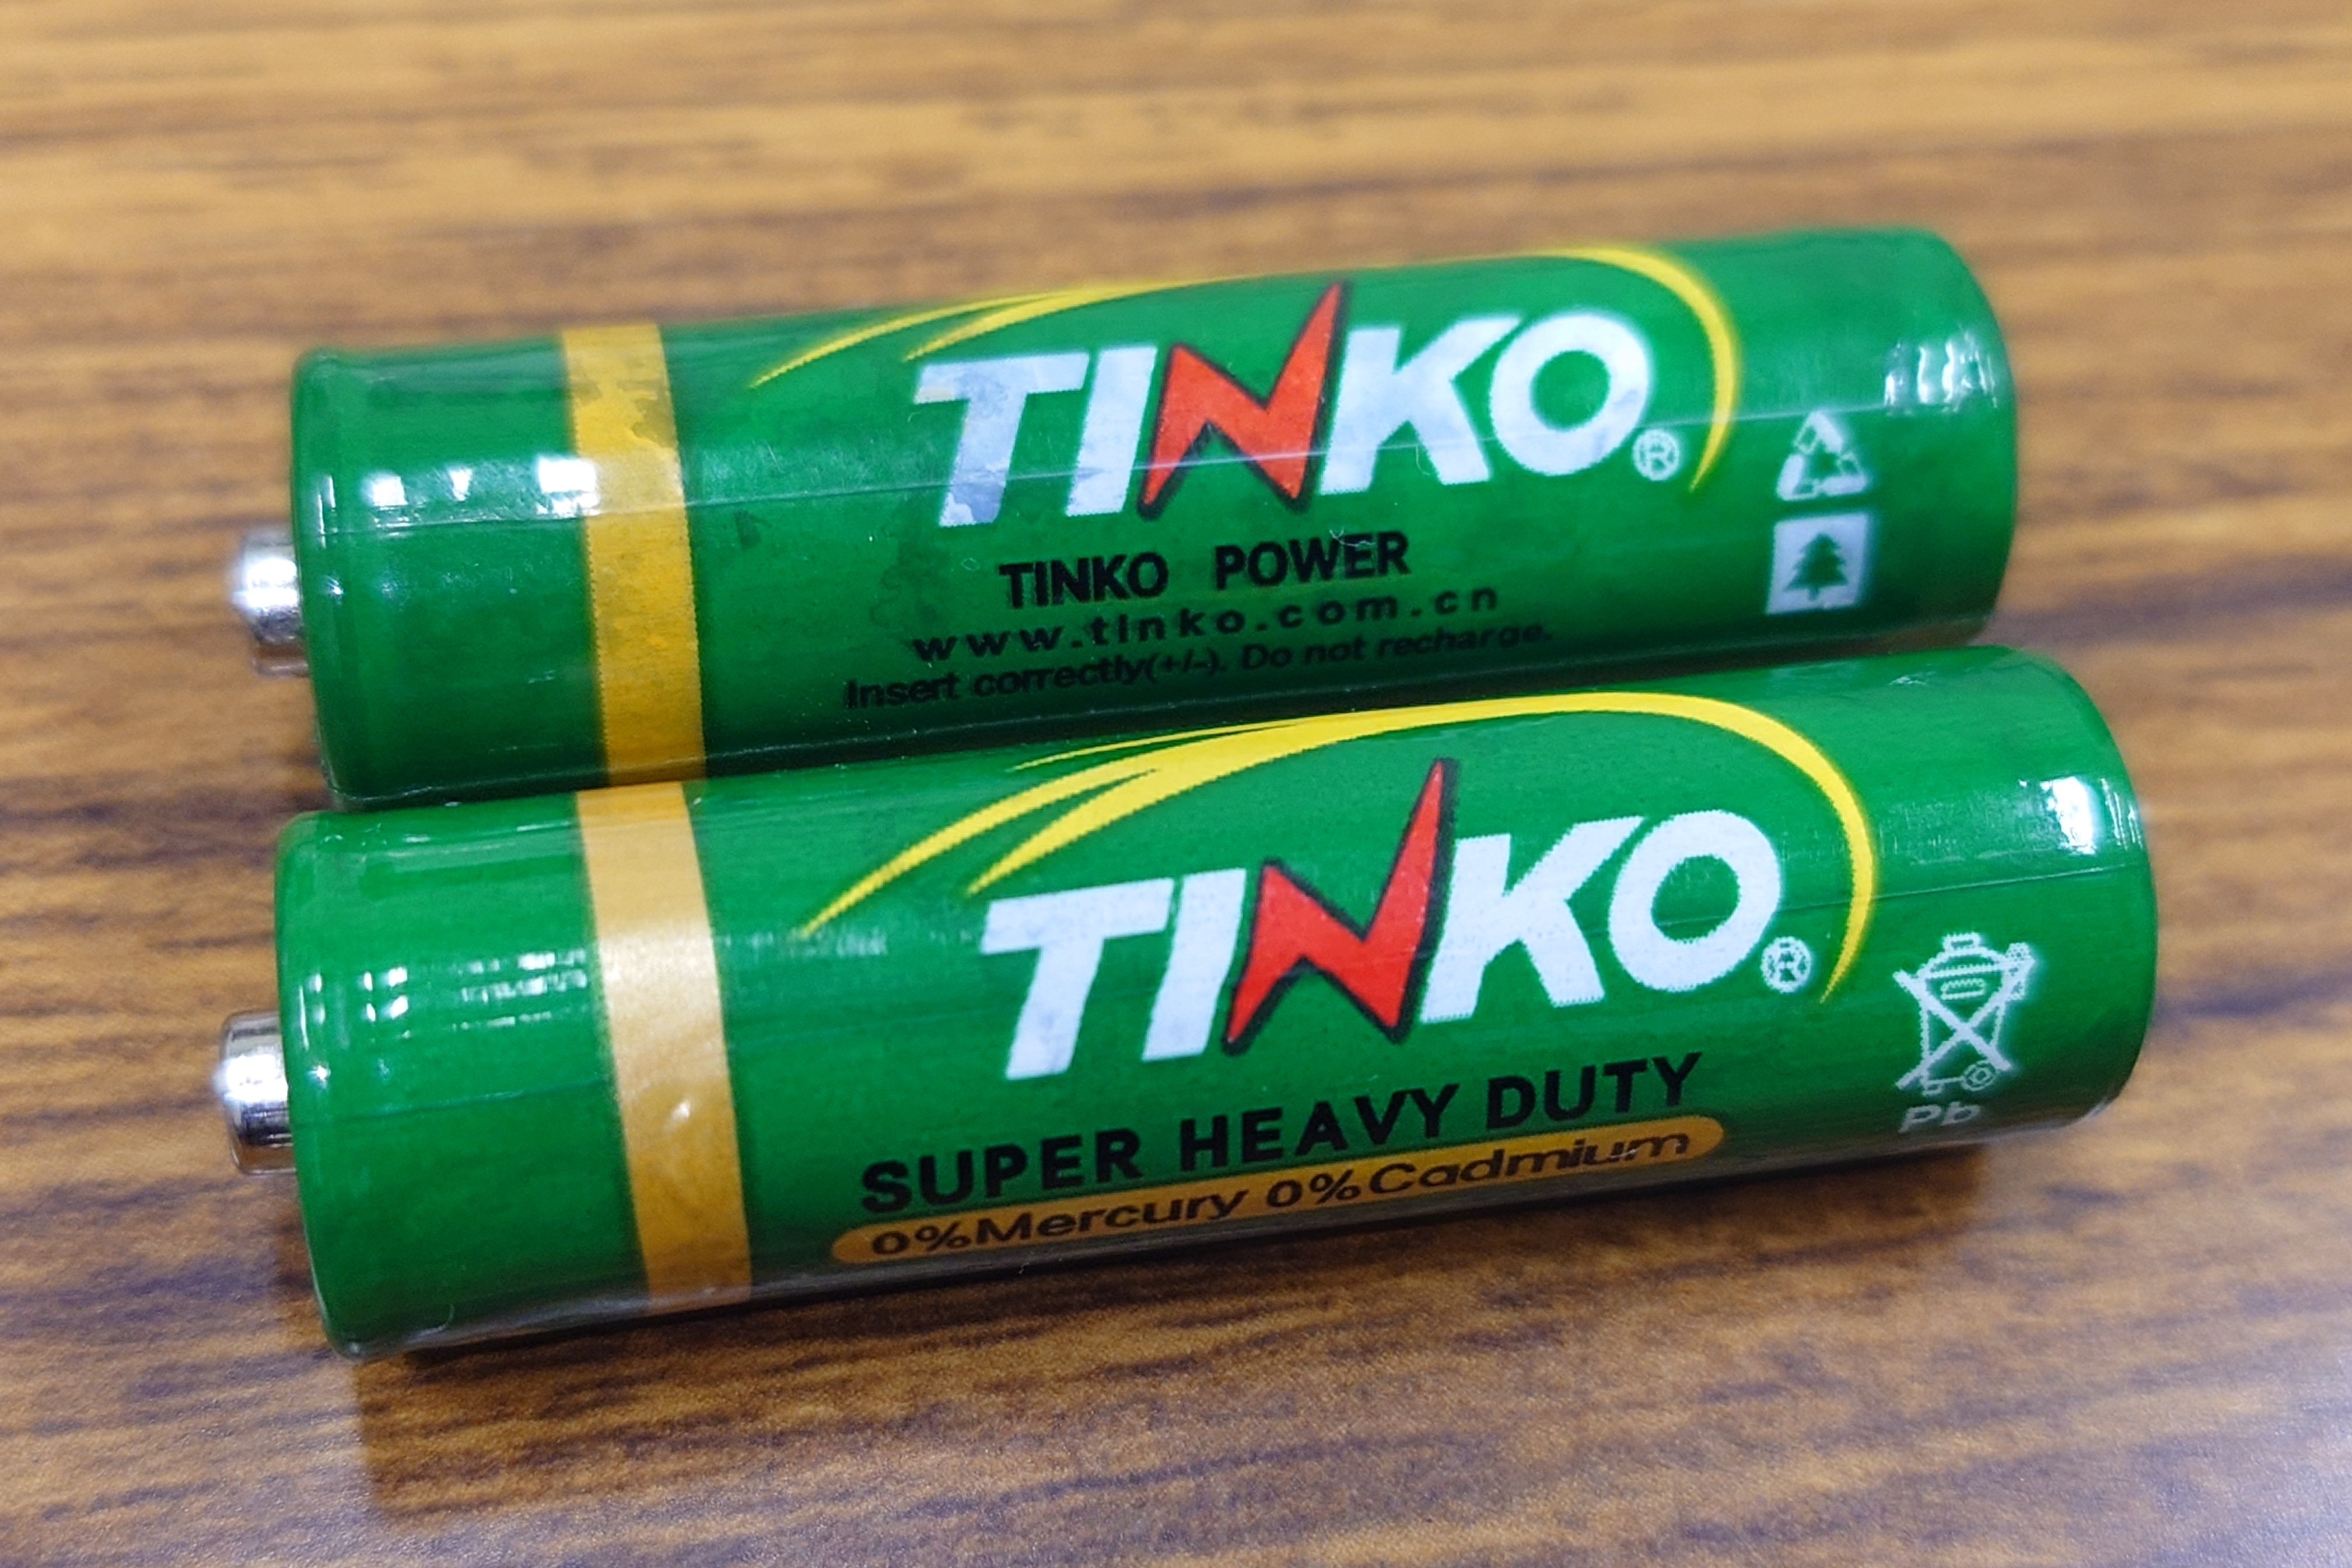 TINKO®
TINKO POWER
www.tinko.com.cn
Insert correctly(+/-). Do not recharge.
TINKO®
SUPER HEAVY DUTY
0%Mercury 0%Cadmium
Pb